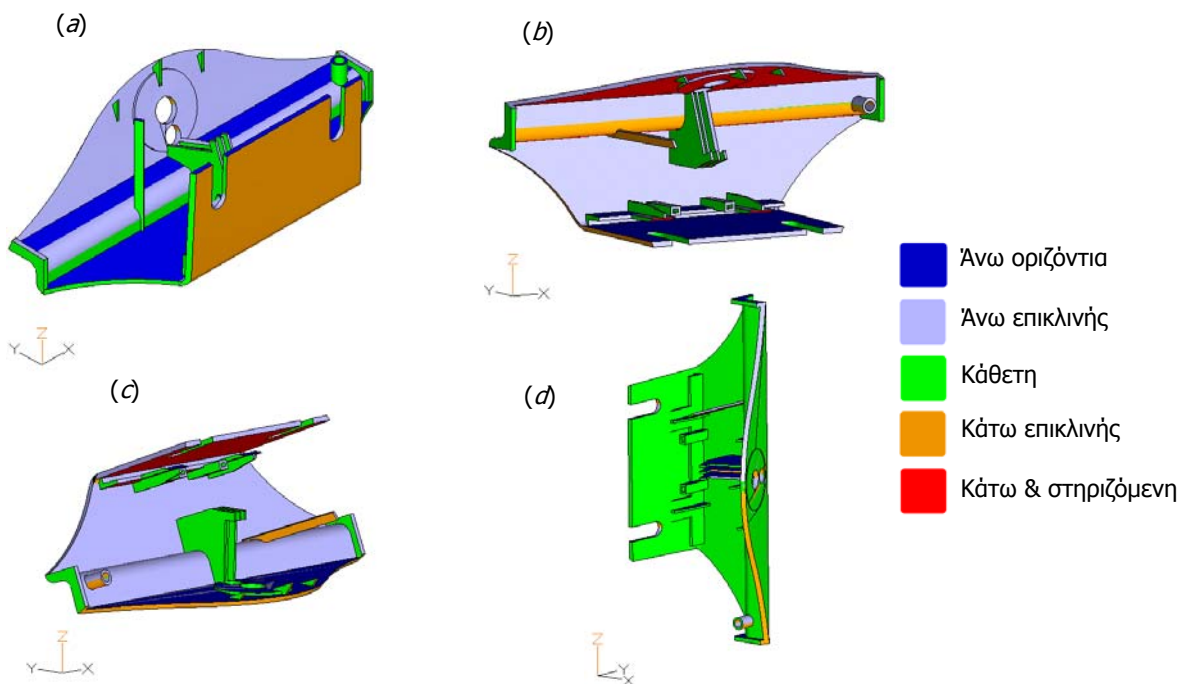 (a)
(b)
Άνω οριζόντια
Άνω επικλινής
Κάθετη
Κάτω επικλινής
Κάτω & στηριζόμενη
Z
Y
X
Z
Y
X
(c)
(d)
Z
Y
X
Z
Y
X